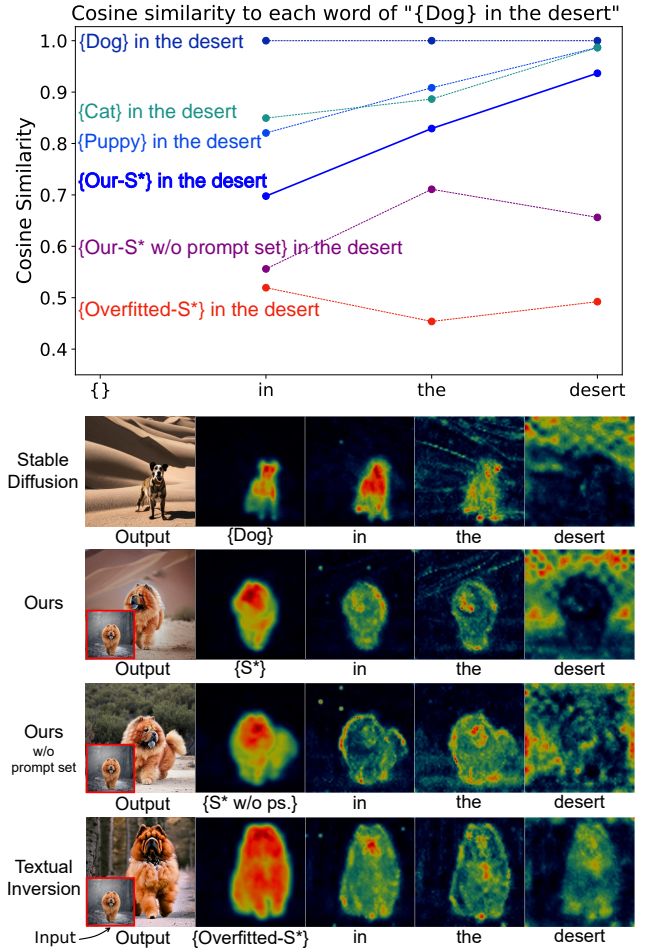 Cosine similarity to each word of "{Dog} in the desert"
Cosine Similarity
1.0
0.9
0.8
0.7
0.6
0.5
0.4
{Dog} in the desert
{Cat} in the desert
{Puppy} in the desert
{Our-S*} in the desert
{Our-S* w/o prompt set} in the desert
{Overfitted-S*} in the desert
{} in the desert
Stable
Diffusion
Output {Dog} in the desert
Ours
Output {S*} in the desert
Ours
w/o
prompt set
Output {S* w/o ps.} in the desert
Textual
Inversion
Input Output {Overfitted-S*} in the desert